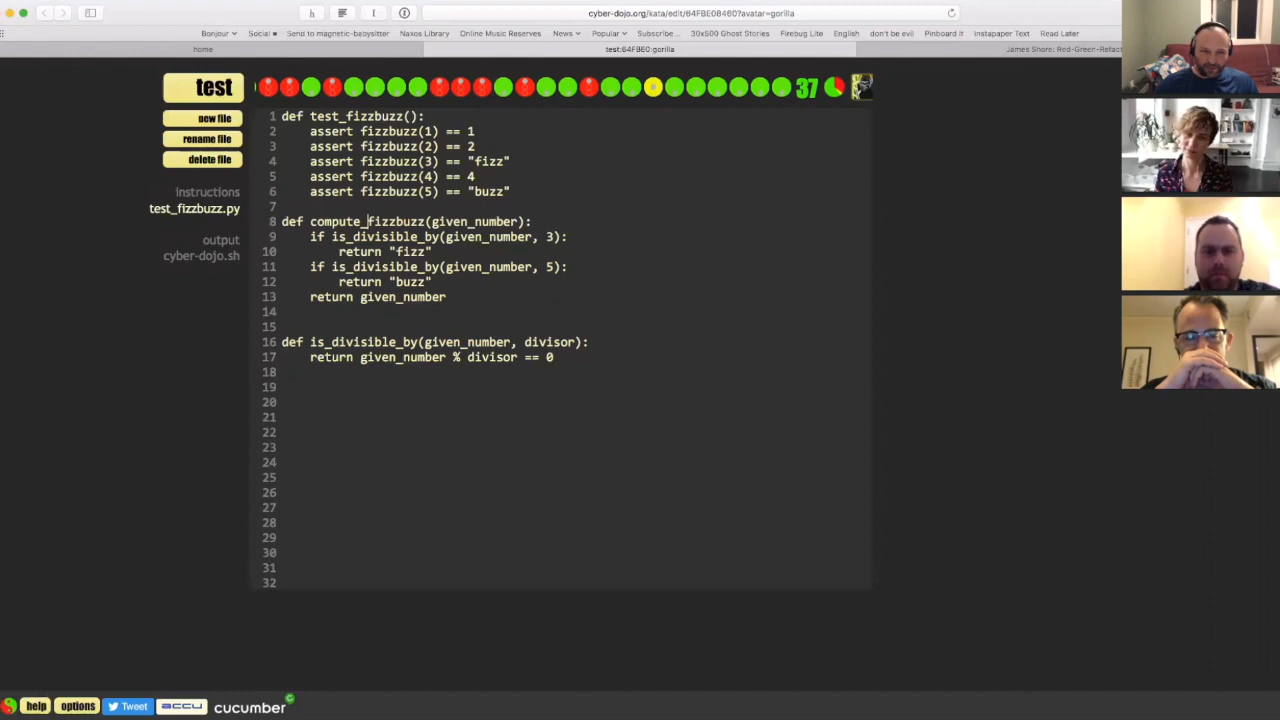 cyber-dojo.org/kata/edit/64FBE08460?avatar=gorilla
Bonjour Social Send to magnetic-babysitter Naxos Library Online Music Reserves News Popular Subscribe... 30x500 Ghost Stories Firebug Lite English don't be evil Pinboard it Instapaper Text Read Later
home test:64FBE0:gorilla James Shore: Red-Green-Refact
test 37
new file
rename file
delete file
instructions
test_fizzbuzz.py
output
cyber-dojo.sh
1 def test_fizzbuzz():
2 assert fizzbuzz(1) == 1
3 assert fizzbuzz(2) == 2
4 assert fizzbuzz(3) == "fizz"
5 assert fizzbuzz(4) == 4
6 assert fizzbuzz(5) == "buzz"
7
8 def compute_fizzbuzz(given_number):
9 if is_divisible_by(given_number, 3):
10 return "fizz"
11 if is_divisible_by(given_number, 5):
12 return "buzz"
13 return given_number
14
15
16 def is_divisible_by(given_number, divisor):
17 return given_number % divisor == 0
18
19
20
21
22
23
24
25
26
27
28
29
30
31
32
help options Tweet accu cucumber